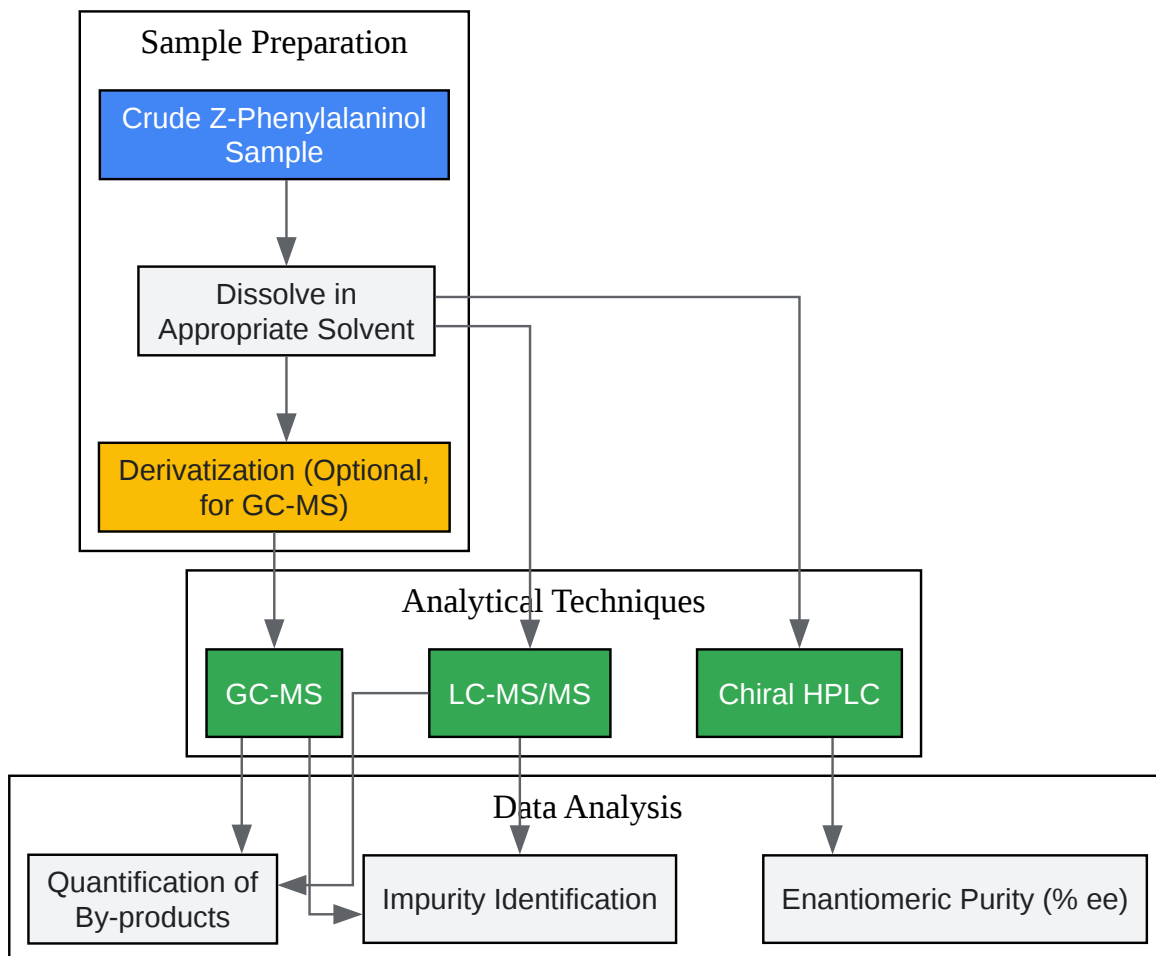 Sample Preparation
Crude Z-Phenylalaninol
Sample
Dissolve in
Appropriate Solvent
Derivatization (Optional,
for GC-MS)
Analytical Techniques
GC-MS
LC-MS/MS
Chiral HPLC
Data Analysis
Quantification of
By-products
Impurity Identification
Enantiomeric Purity (% ee)